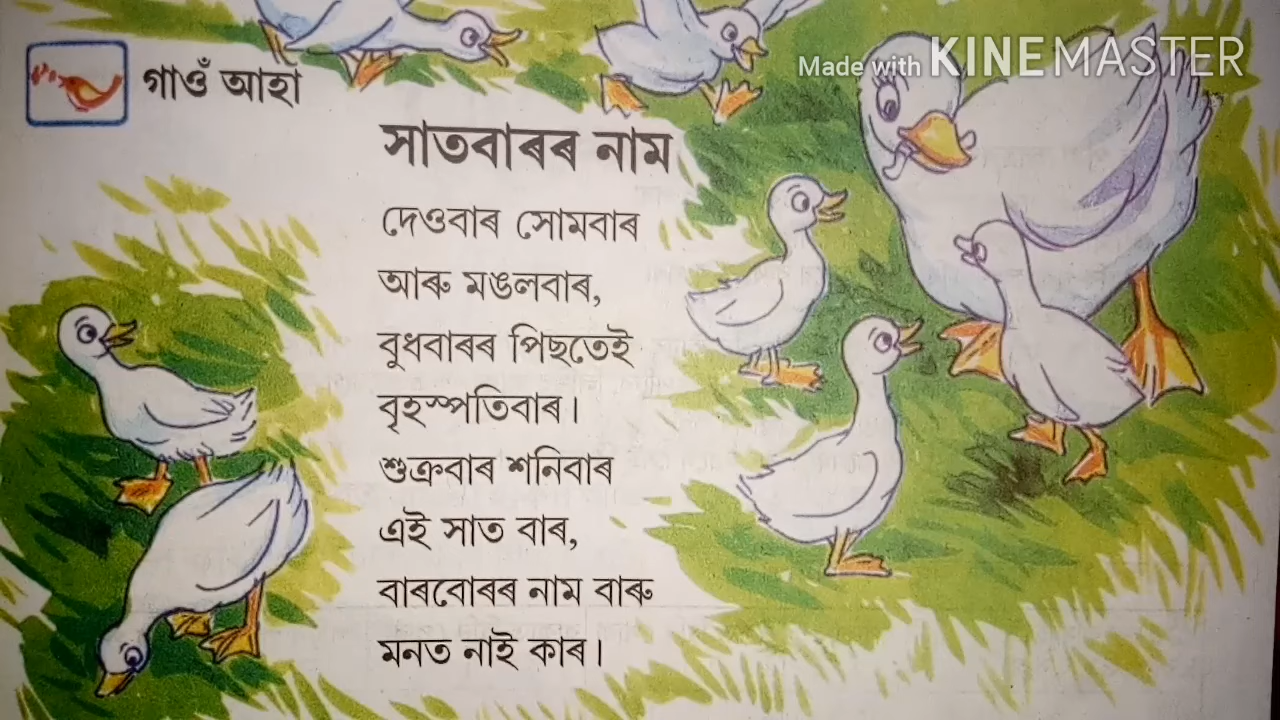 Made with KINEMASTER
গাওঁ আহা
সাতবাৰৰ নাম
দেওবাৰ সোমবাৰ
আৰু মঙলবাৰ,
বুধবাৰৰ পিছতেই
বৃহস্পতিবাৰ।
শুক্রবাৰ শনিবাৰ
এই সাত বাৰ,
বাৰবোৰৰ নাম বাৰু
মনত নাই কাৰ।